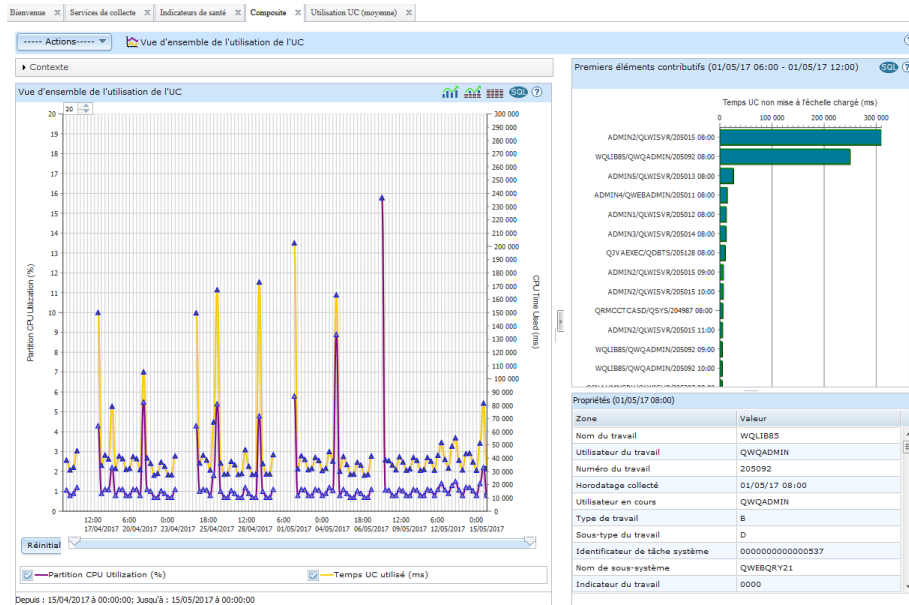 Bienvenue Services de collecte Indicateurs de santé Composite Utilisation UC (moyenne)
----- Actions----- Vue d'ensemble de l'utilisation de l'UC
Contexte
Vue d'ensemble de l'utilisation de l'UC SQL ?
20
20
19
18
17
16
15
14
13
12
11
10
9
8
7
6
5
4
3
2
1
0
Partition CPU Utilization (%)
300 000
290 000
280 000
270 000
260 000
250 000
240 000
230 000
220 000
210 000
200 000
190 000
180 000
170 000
160 000
150 000
140 000
130 000
120 000
110 000
100 000
90 000
80 000
70 000
60 000
50 000
40 000
30 000
20 000
10 000
0
CPU Time Used (ms)
12:00 6:00 0:00 18:00 12:00 6:00 0:00 18:00 12:00 6:00 0:00
17/04/2017 20/04/2017 23/04/2017 25/04/2017 28/04/2017 01/05/2017 04/05/2017 06/05/2017 09/05/2017 12/05/2017 15/05/2017
Réinitial
Partition CPU Utilization (%) Temps UC utilisé (ms)
Depuis : 15/04/2017 à 00:00:00; Jusqu'à : 15/05/2017 à 00:00:00
Premiers éléments contributifs (01/05/17 06:00 - 01/05/17 12:00) SQL ?
Temps UC non mise à l'échelle chargé (ms)
0 100 000 200 000 300 000
ADMIN2/QLWISVR/205015 08:00
WQLIB85/QWQADMIN/205092 08:00
ADMIN5/QLWISVR/205013 08:00
ADMIN4/QWEBADMIN/205011 08:00
ADMIN1/QLWISVR/205012 08:00
ADMIN3/QLWISVR/205014 08:00
QJVAEXEC/QDBTS/205128 08:00
ADMIN2/QLWISVR/205015 09:00
ADMIN2/QLWISVR/205015 10:00
QRMCCTCASD/QSYS/204987 08:00
ADMIN2/QLWISVR/205015 11:00
WQLIB85/QWQADMIN/205092 09:00
WQLIB85/QWQADMIN/205092 10:00
Propriétés (01/05/17 08:00)
Zone Valeur
Nom du travail WQLIB85
Utilisateur du travail QWQADMIN
Numéro du travail 205092
Horodatage collecté 01/05/17 08:00
Utilisateur en cours QWQADMIN
Type de travail B
Sous-type du travail D
Identificateur de tâche système 0000000000000537
Nom de sous-système QWEBQRY21
Indicateur du travail 0000